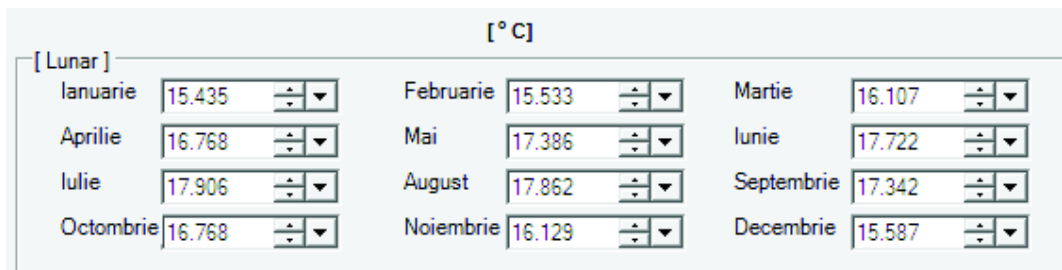 [°C]
[ Lunar ]
Ianuarie 15.435 Februarie 15.533 Martie 16.107
Aprilie 16.768 Mai 17.386 Iunie 17.722
Iulie 17.906 August 17.862 Septembrie 17.342
Octombrie 16.768 Noiembrie 16.129 Decembrie 15.587